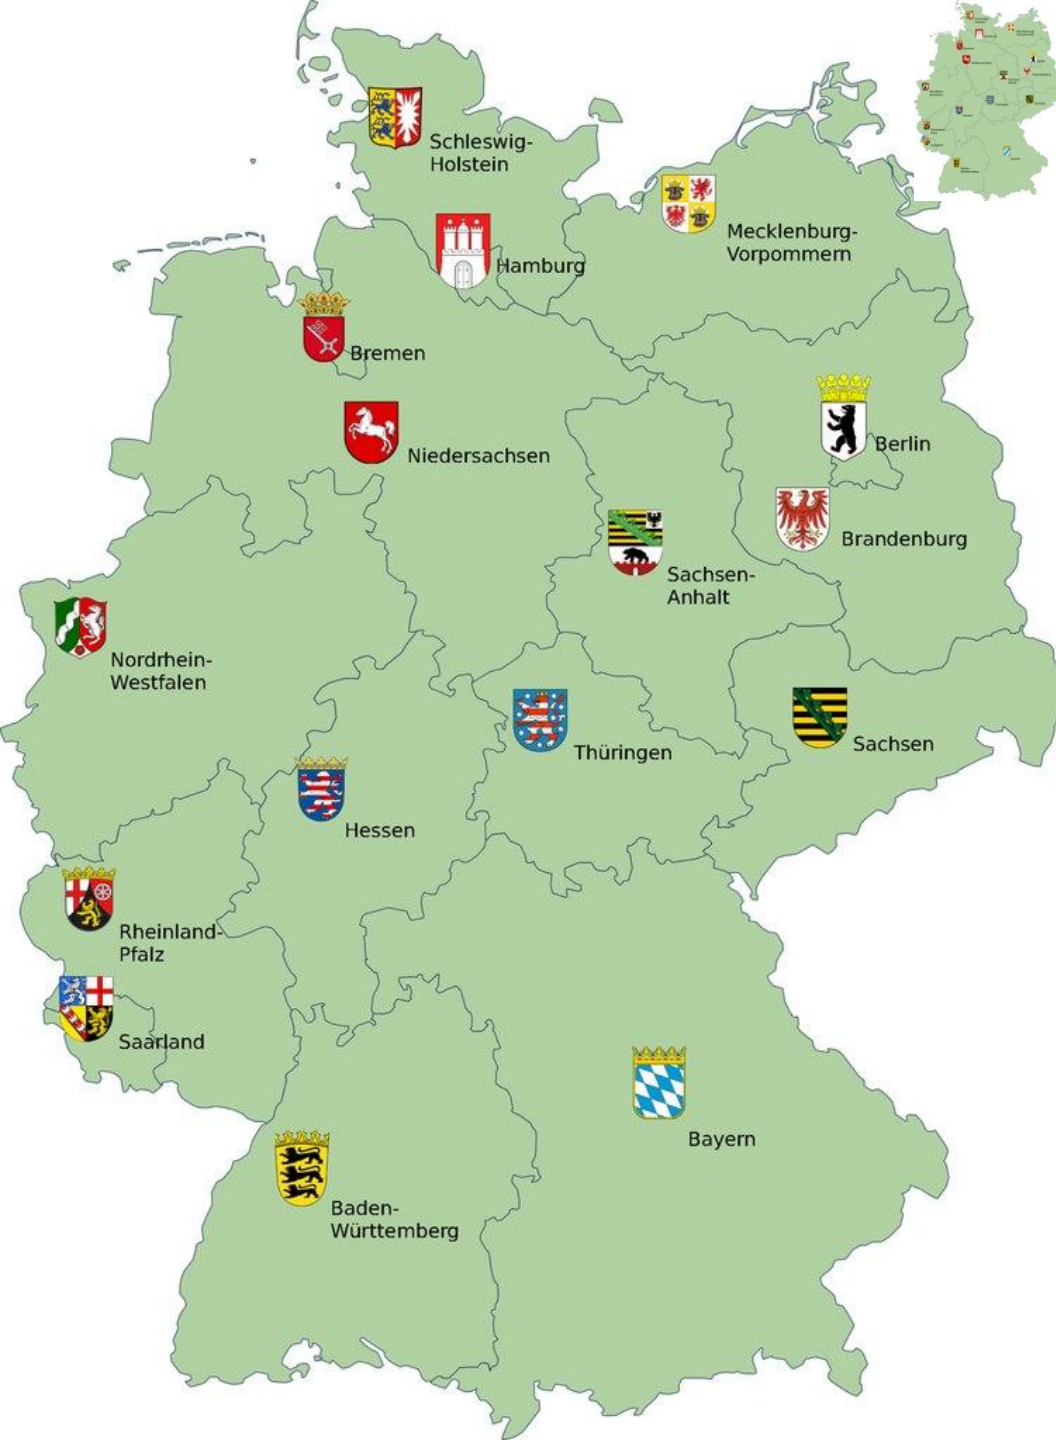 Schleswig-
Holstein
Mecklenburg-
Vorpommern
Hamburg
Bremen
Niedersachsen
Berlin
Brandenburg
Sachsen-
Anhalt
Nordrhein-
Westfalen
Thüringen
Sachsen
Hessen
Rheinland-
Pfalz
Saarland
Bayern
Baden-
Württemberg